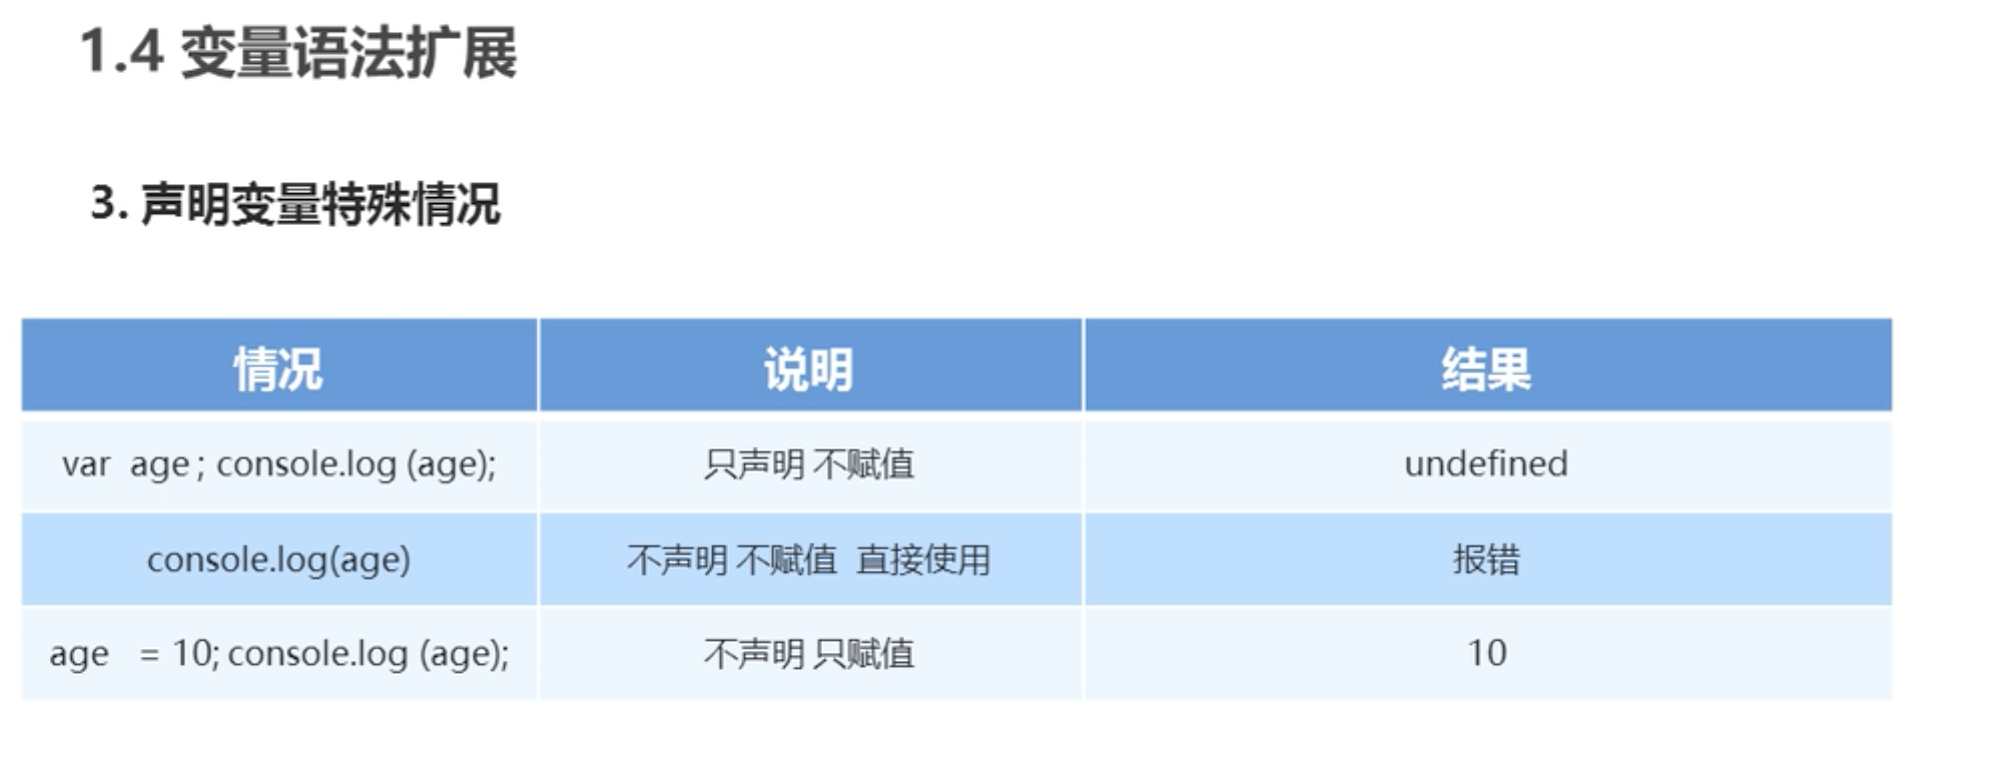 1.4 变量语法扩展
3. 声明变量特殊情况
情况 说明 结果
var age ; console.log (age); 只声明 不赋值 undefined
console.log(age) 不声明 不赋值 直接使用 报错
age = 10; console.log (age); 不声明 只赋值 10